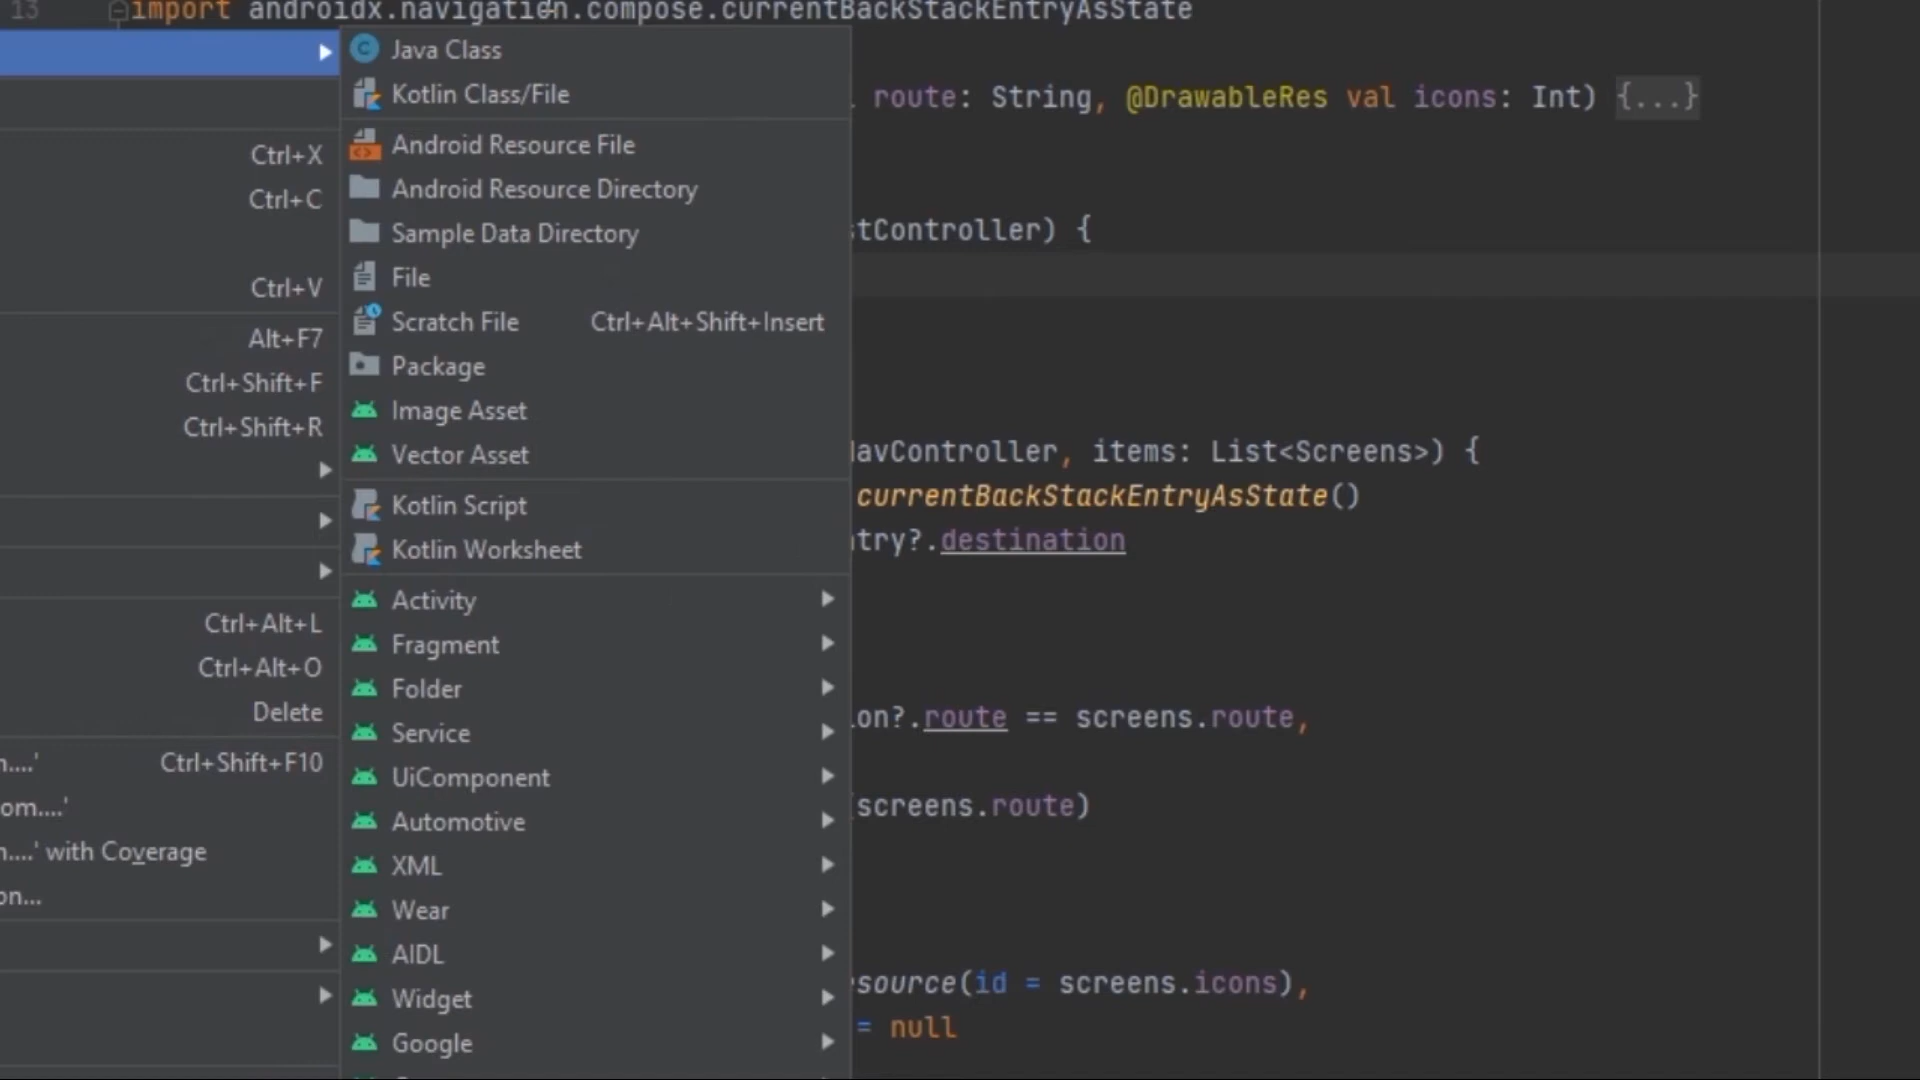 13 import androidx.navigation.compose.currentBackStackEntryAsState
Java Class
Kotlin Class/File
route: String, @DrawableRes val icons: Int) {...}
Ctrl+X
Android Resource File
Ctrl+C
Android Resource Directory
Sample Data Directory
stController) {
Ctrl+V
File
Alt+F7
Scratch File Ctrl+Alt+Shift+Insert
Ctrl+Shift+F
Package
Ctrl+Shift+R
Image Asset
Vector Asset
NavController, items: List<Screens>) {
Kotlin Script
currentBackStackEntryAsState()
Kotlin Worksheet
try?.destination
Ctrl+Alt+L
Activity
Ctrl+Alt+O
Fragment
Delete
Folder
Service
on?.route == screens.route,
n....' Ctrl+Shift+F10
UiComponent
om....'
Automotive
(screens.route)
n....' with Coverage
XML
on...
Wear
AIDL
Widget
source(id = screens.icons),
Google
= null